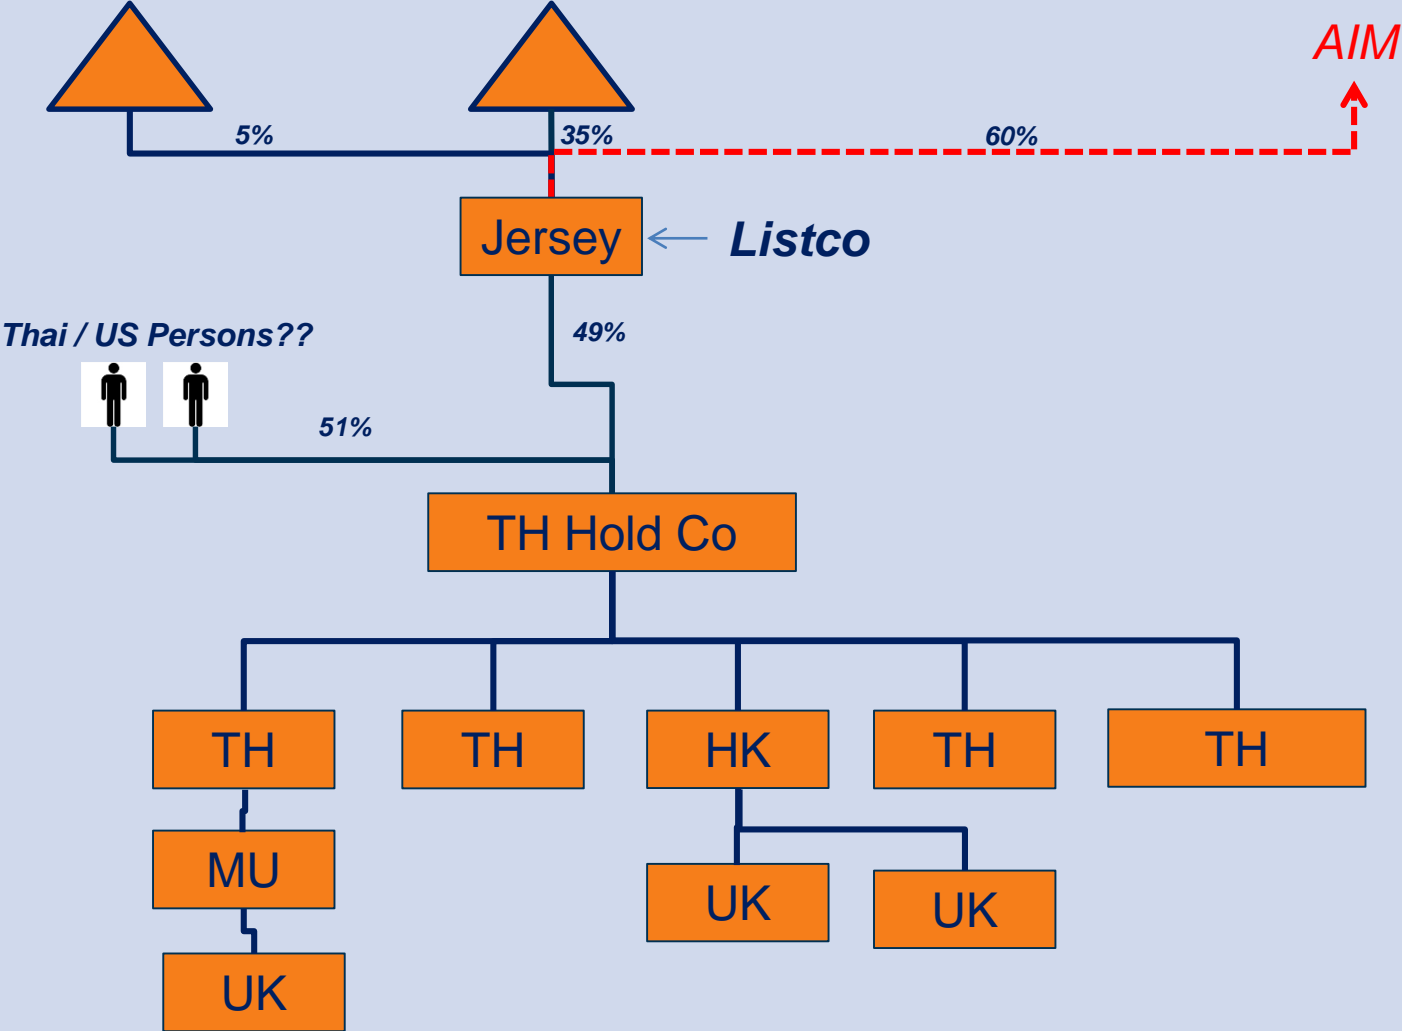 AIM
5%
35%
60%
Jersey
Listco
Thai / US Persons??
49%
51%
TH Hold Co
TH
TH
HK
TH
TH
MU
UK
UK
UK